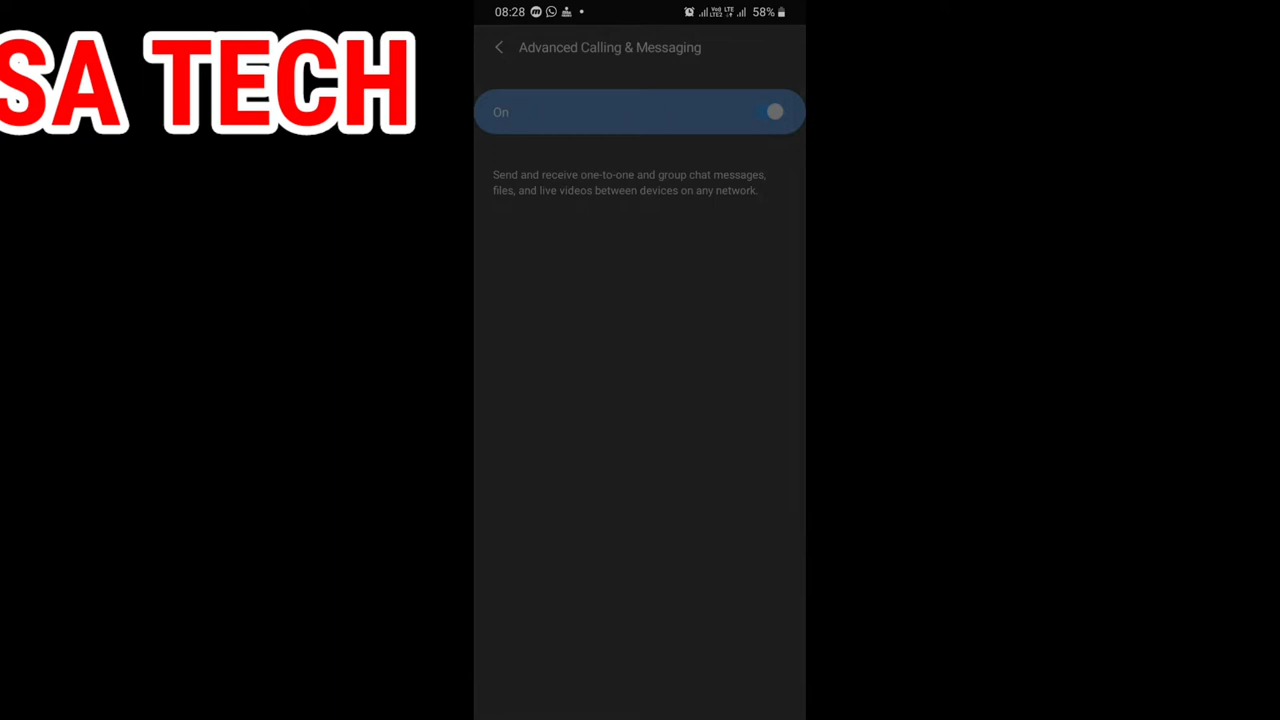 SA TECH
08:28 58%
Advanced Calling & Messaging
On
Send and receive one-to-one and group chat messages,
files, and live videos between devices on any network.